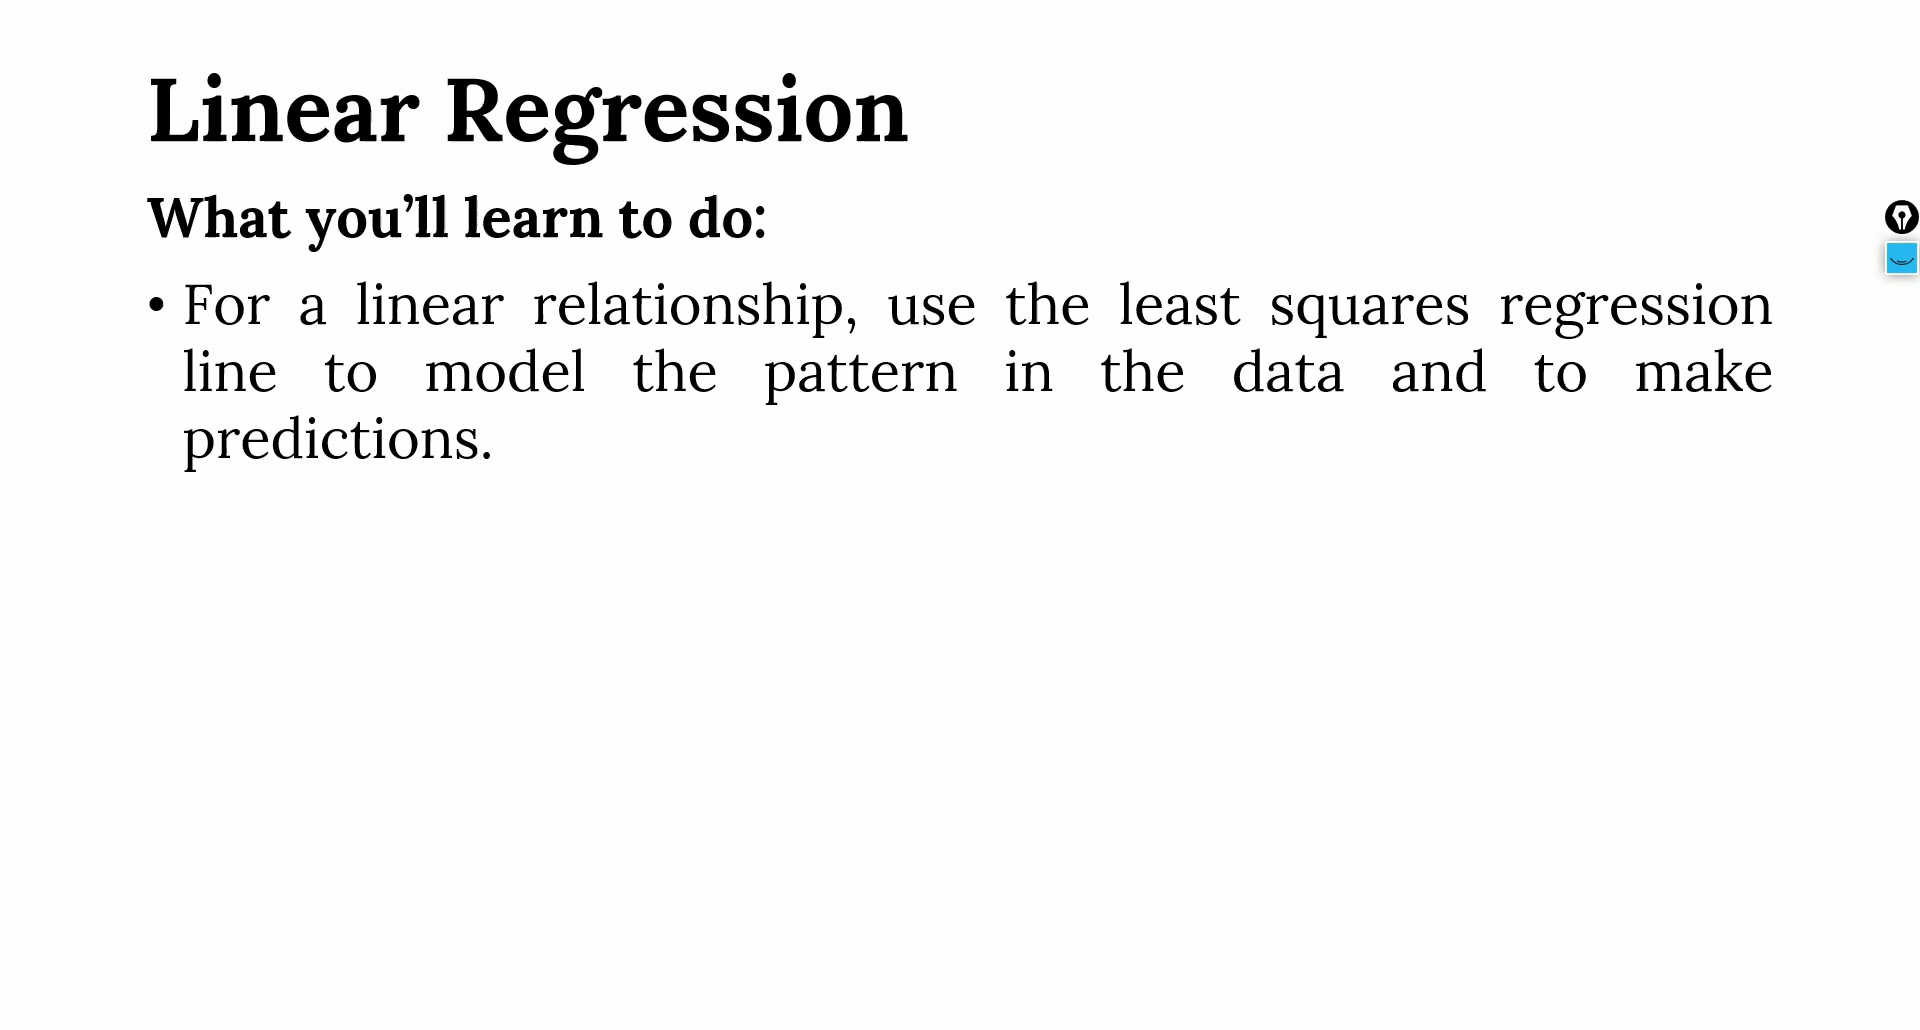 Linear Regression
What you’ll learn to do:
• For a linear relationship, use the least squares regression
line to model the pattern in the data and to make
predictions.